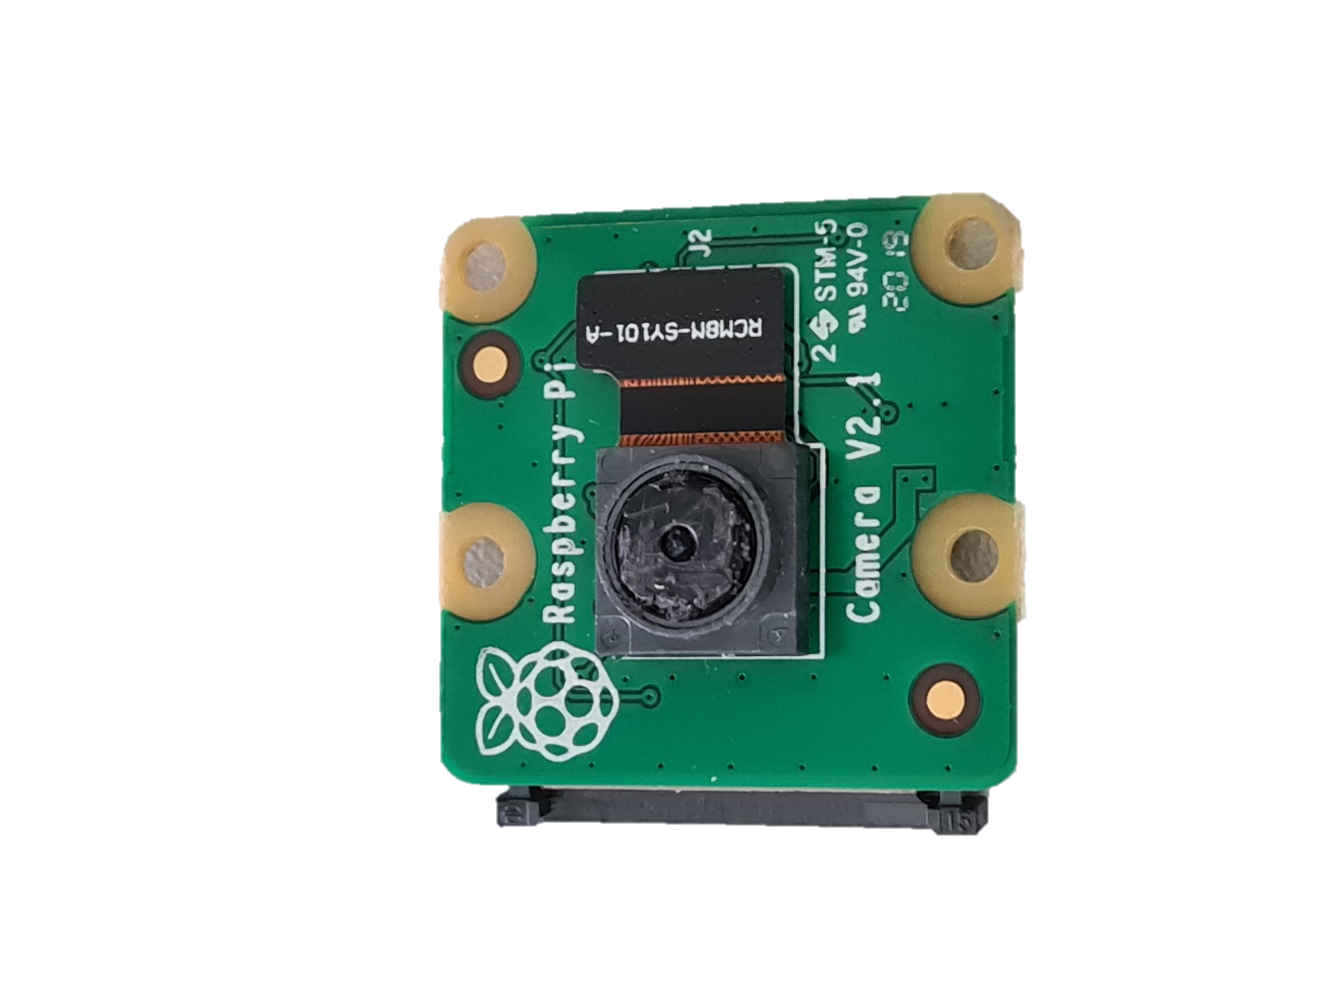 J2
2 STM-5
94V-0
20 19
RCM8M-SY101-A
Raspberry Pi
Camera V2.1
15